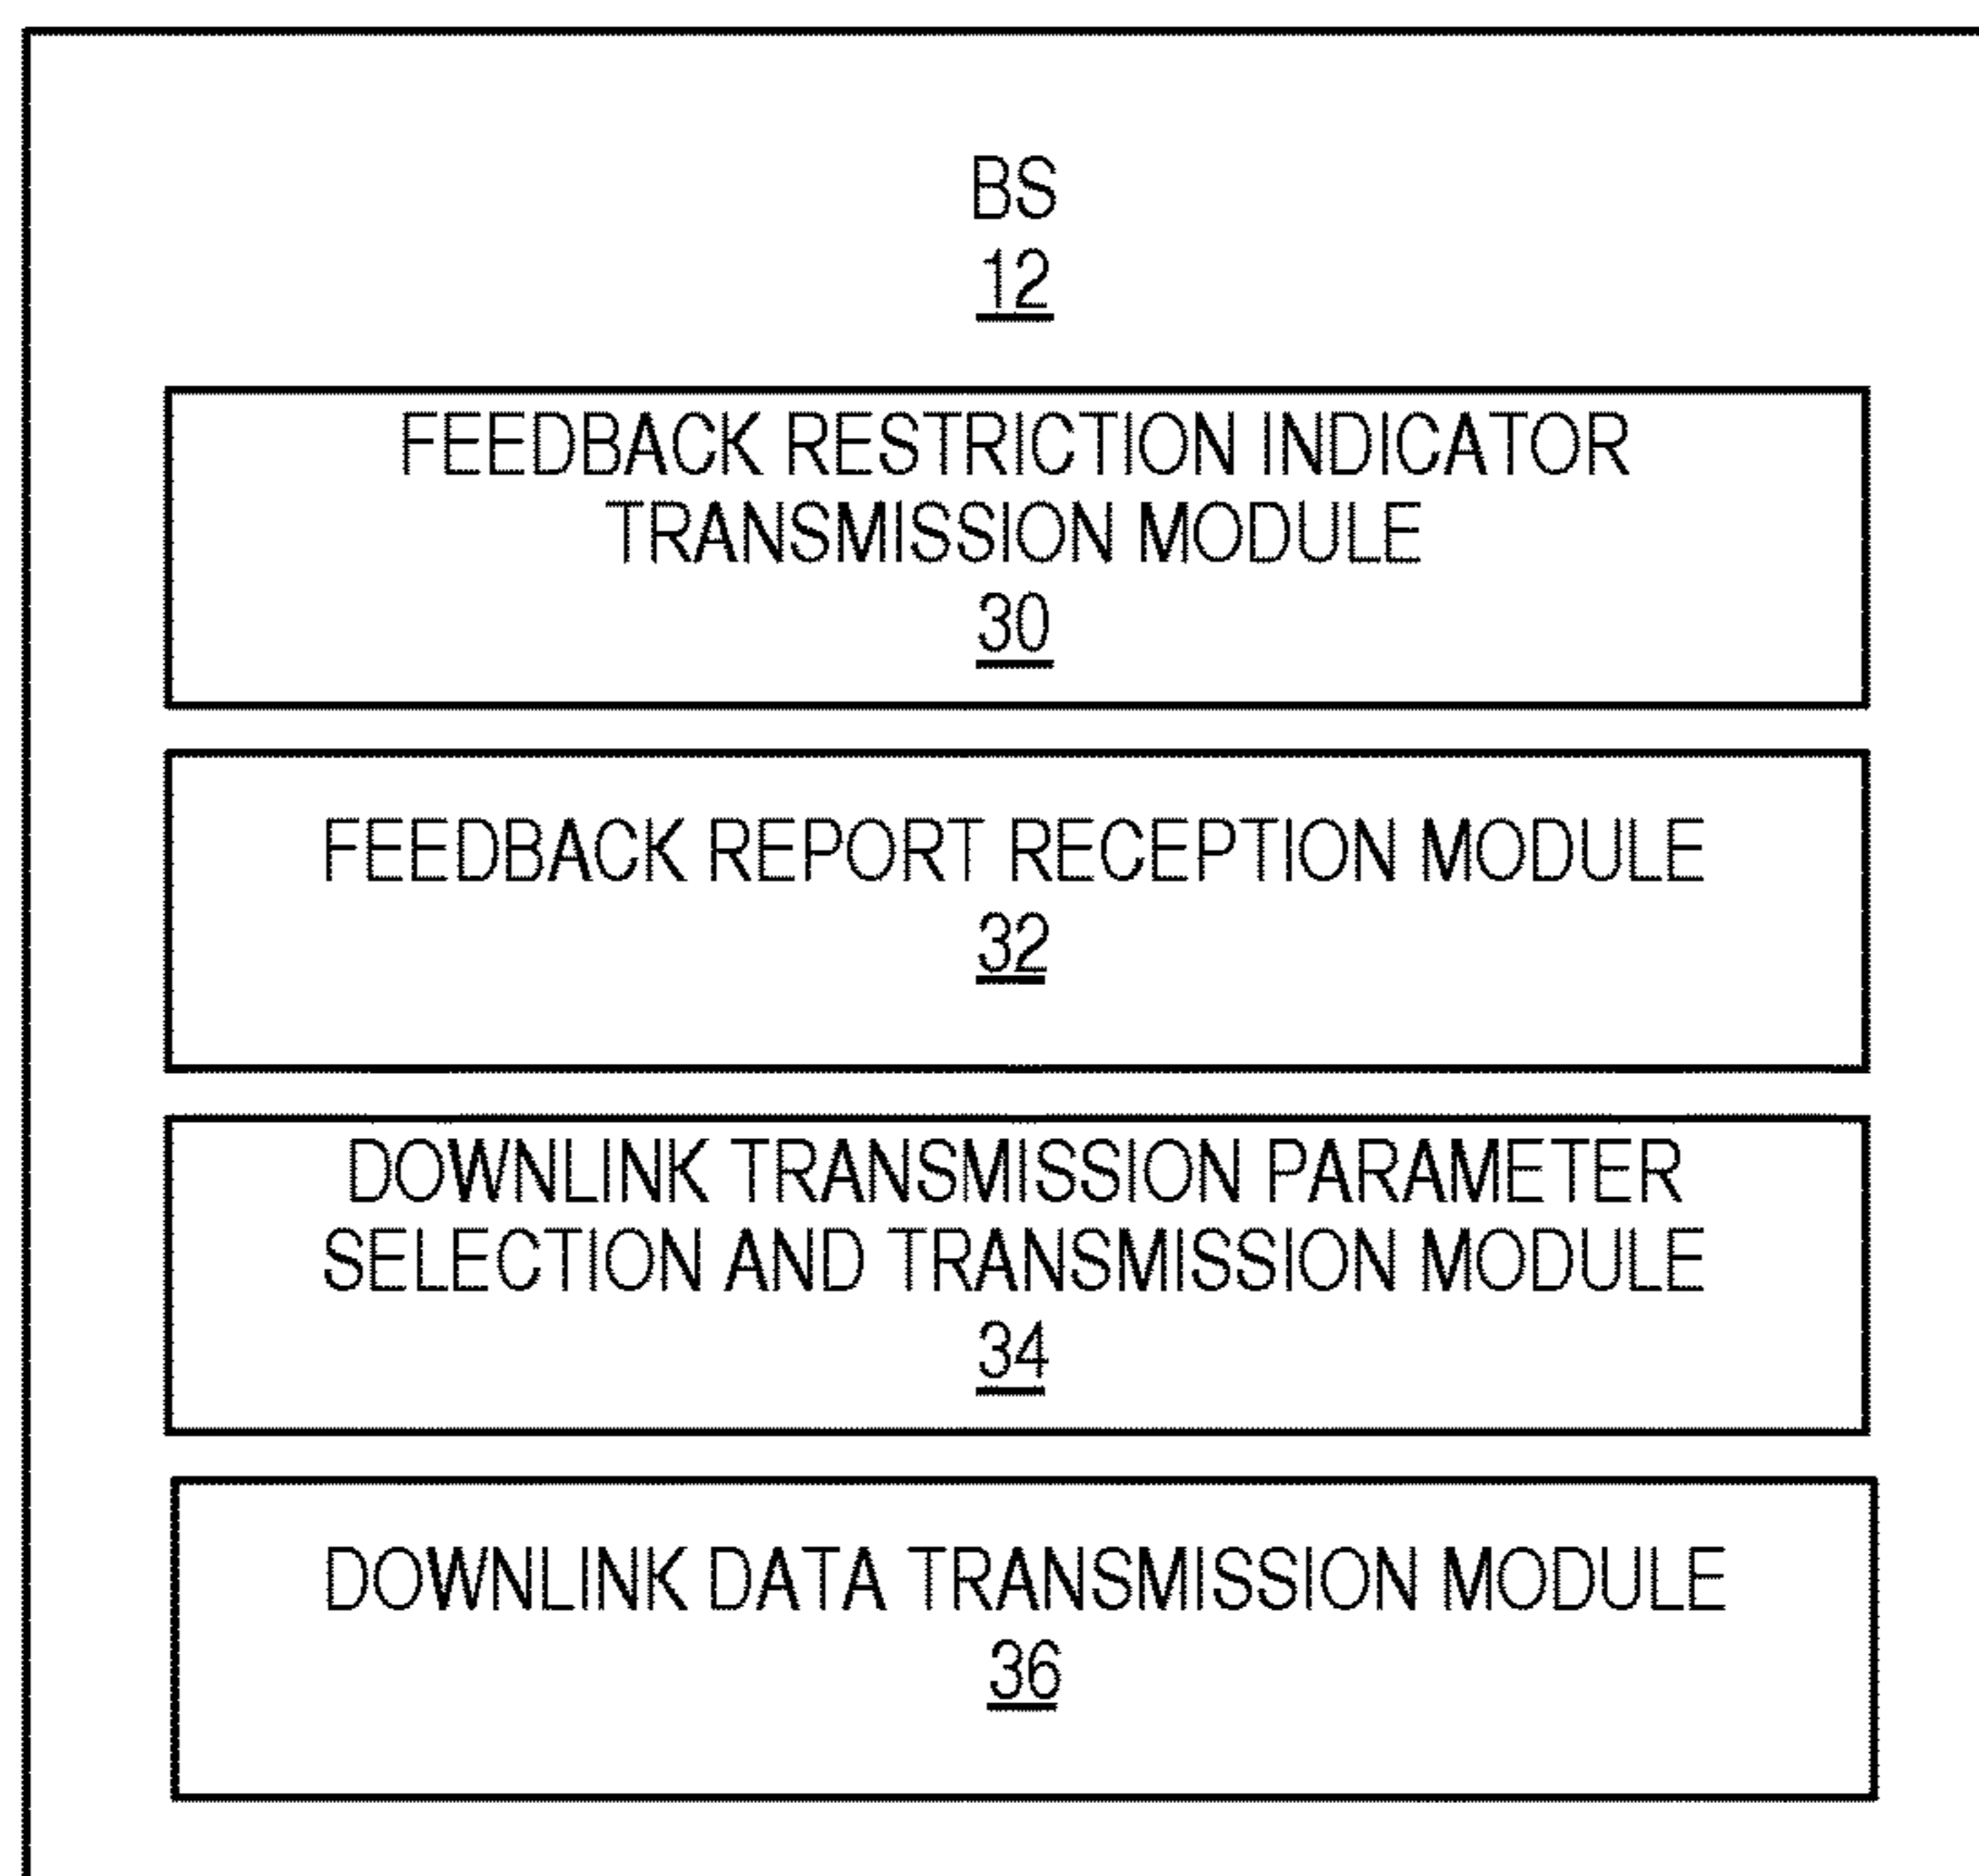 BS
12
FEEDBACK RESTRICTION INDICATOR
TRANSMISSION MODULE
30
FEEDBACK REPORT RECEPTION MODULE
32
DOWNLINK TRANSMISSION PARAMETER
SELECTION AND TRANSMISSION MODULE
34
DOWNLINK DATA TRANSMISSION MODULE
36